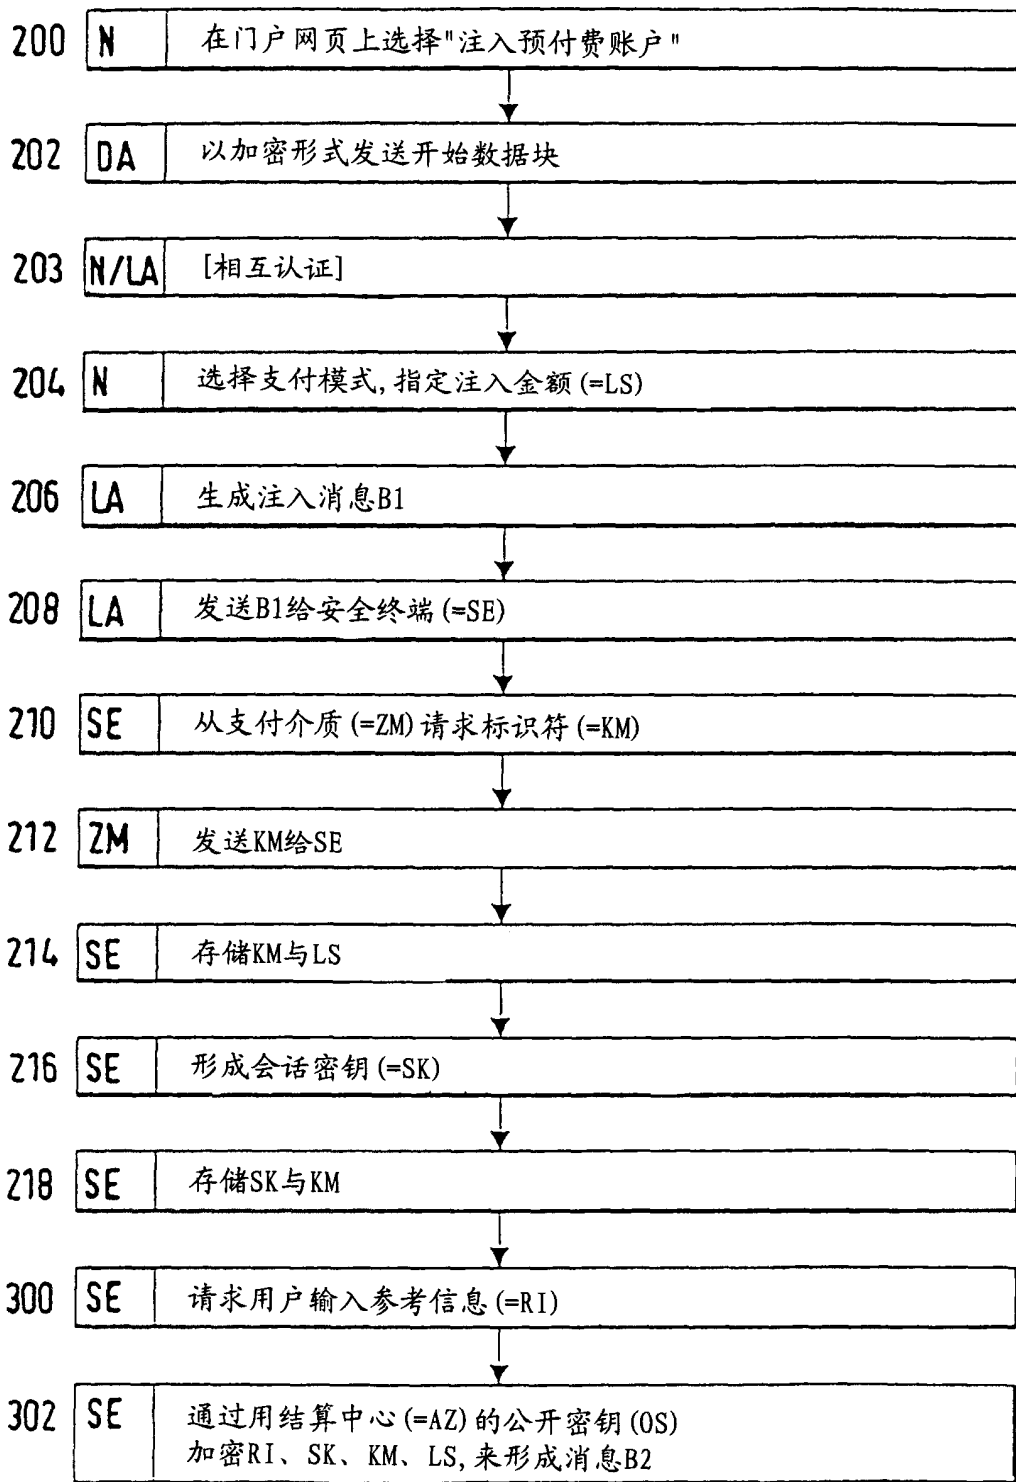 200 N 在门户网页上选择"注入预付费账户"
202 DA 以加密形式发送开始数据块
203 N/LA [相互认证]
204 N 选择支付模式,指定注入金额(=LS)
206 LA 生成注入消息B1
208 LA 发送B1给安全终端(=SE)
210 SE 从支付介质(=ZM)请求标识符(=KM)
212 ZM 发送KM给SE
214 SE 存储KM与LS
216 SE 形成会话密钥(=SK)
218 SE 存储SK与KM
300 SE 请求用户输入参考信息(=RI)
302 SE 通过用结算中心(=AZ)的公开密钥(OS)
加密RI、SK、KM、LS,来形成消息B2